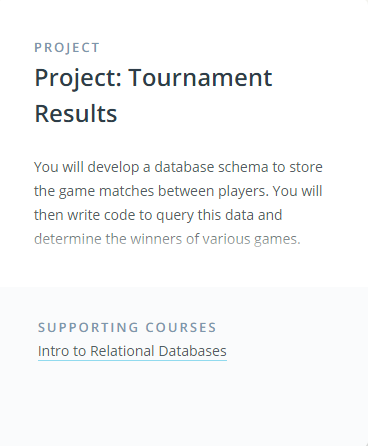 PROJECT
Project: Tournament
Results
You will develop a database schema to store
the game matches between players. You will
then write code to query this data and
determine the winners of various games.
SUPPORTING COURSES
Intro to Relational Databases